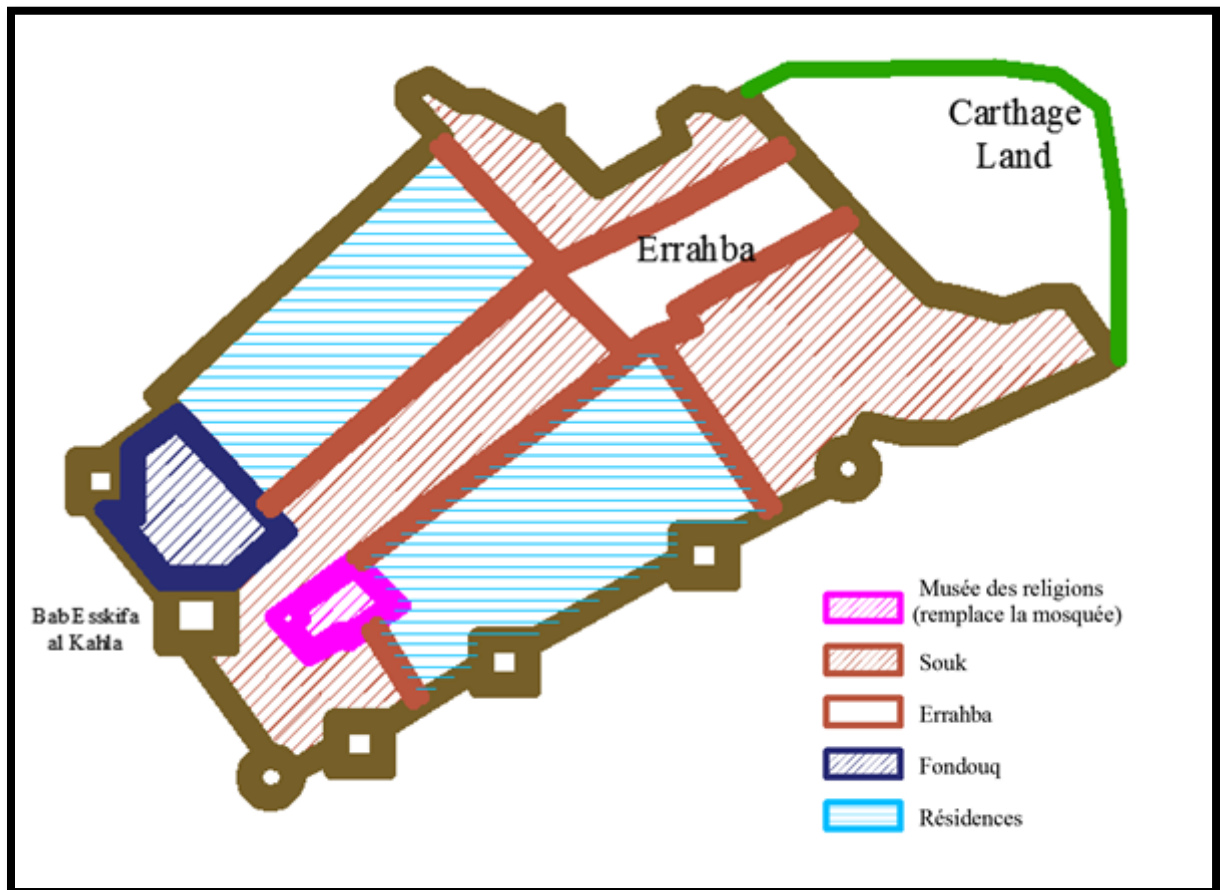 Carthage
Land
Errahba
Bab Esskifa
al Kahla
Musée des religions
(remplace la mosquée)
Souk
Errahba
Fondouq
Résidences